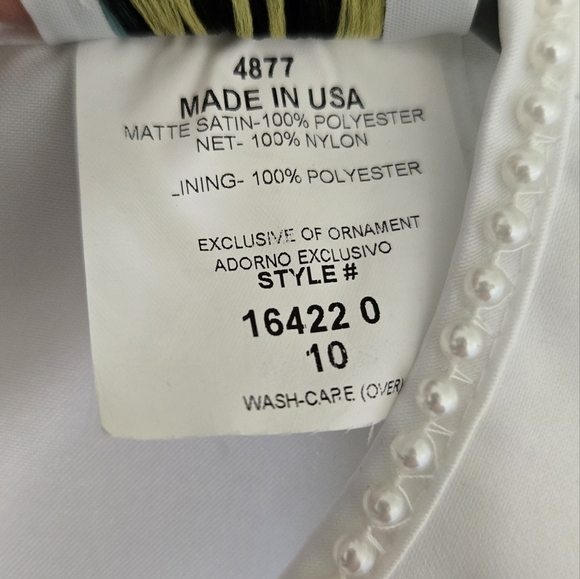 4877
MADE IN USA
MATTE SATIN-100% POLYESTER
NET- 100% NYLON
LINING- 100% POLYESTER
EXCLUSIVE OF ORNAMENT
ADORNO EXCLUSIVO
STYLE #
16422 0
10
WASH-CARE (OVER)